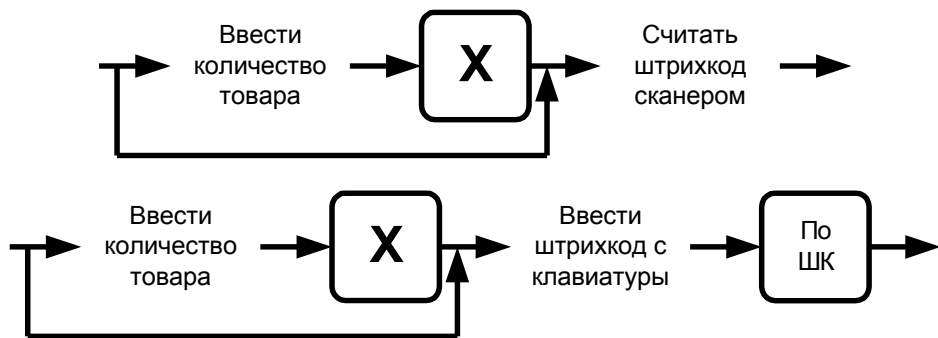 Ввести
количество
товара
X
Считать
штрихкод
сканером
Ввести
количество
товара
X
Ввести
штрихкод с
клавиатуры
По
ШК